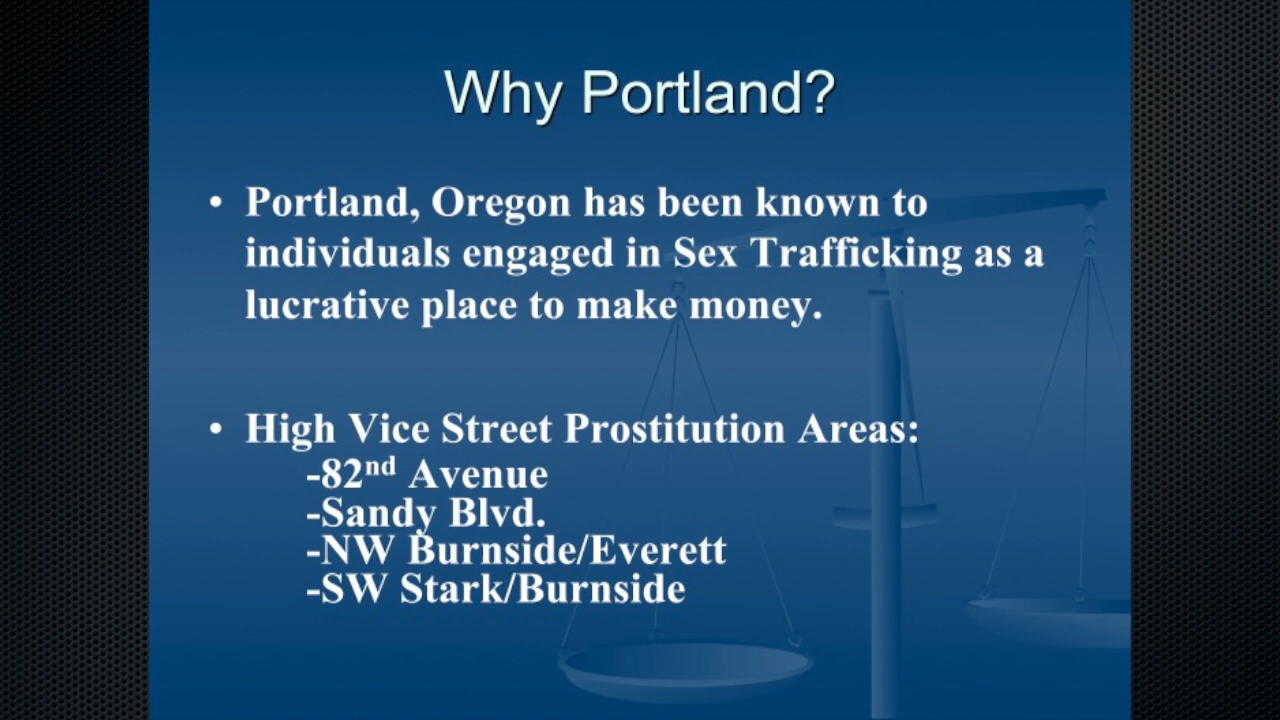 Why Portland?
• Portland, Oregon has been known to
individuals engaged in Sex Trafficking as a
lucrative place to make money.
• High Vice Street Prostitution Areas:
-82nd Avenue
-Sandy Blvd.
-NW Burnside/Everett
-SW Stark/Burnside